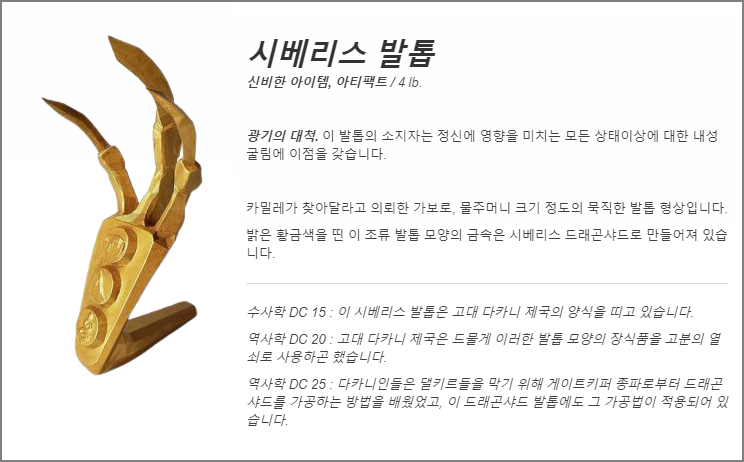 시베리스 발톱
신비한 아이템, 아티팩트 / 4 lb.
광기의 대척. 이 발톱의 소지자는 정신에 영향을 미치는 모든 상태이상에 대한 내성
굴림에 이점을 갖습니다.
카밀레가 찾아달라고 의뢰한 가보로, 물주머니 크기 정도의 묵직한 발톱 형상입니다.
밝은 황금색을 띤 이 조류 발톱 모양의 금속은 시베리스 드래곤샤드로 만들어져 있습
니다.
수사학 DC 15 : 이 시베리스 발톱은 고대 다카니 제국의 양식을 띠고 있습니다.
역사학 DC 20 : 고대 다카니 제국은 드물게 이러한 발톱 모양의 장식품을 고분의 열
쇠로 사용하곤 했습니다.
역사학 DC 25 : 다카니인들은 댈키르들을 막기 위해 게이트키퍼 종파로부터 드래곤
샤드를 가공하는 방법을 배웠었고, 이 드래곤샤드 발톱에도 그 가공법이 적용되어 있
습니다.